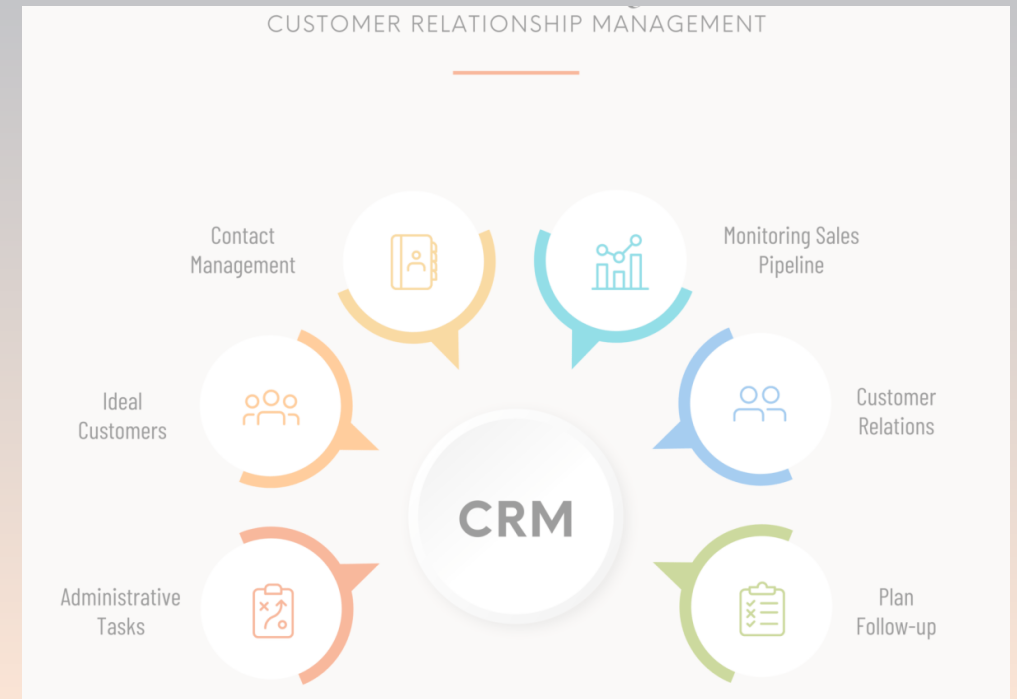 CUSTOMER RELATIONSHIP MANAGEMENT
Contact
Management
Monitoring Sales
Pipeline
Ideal
Customers
Customer
Relations
CRM
Administrative
Tasks
Plan
Follow-up